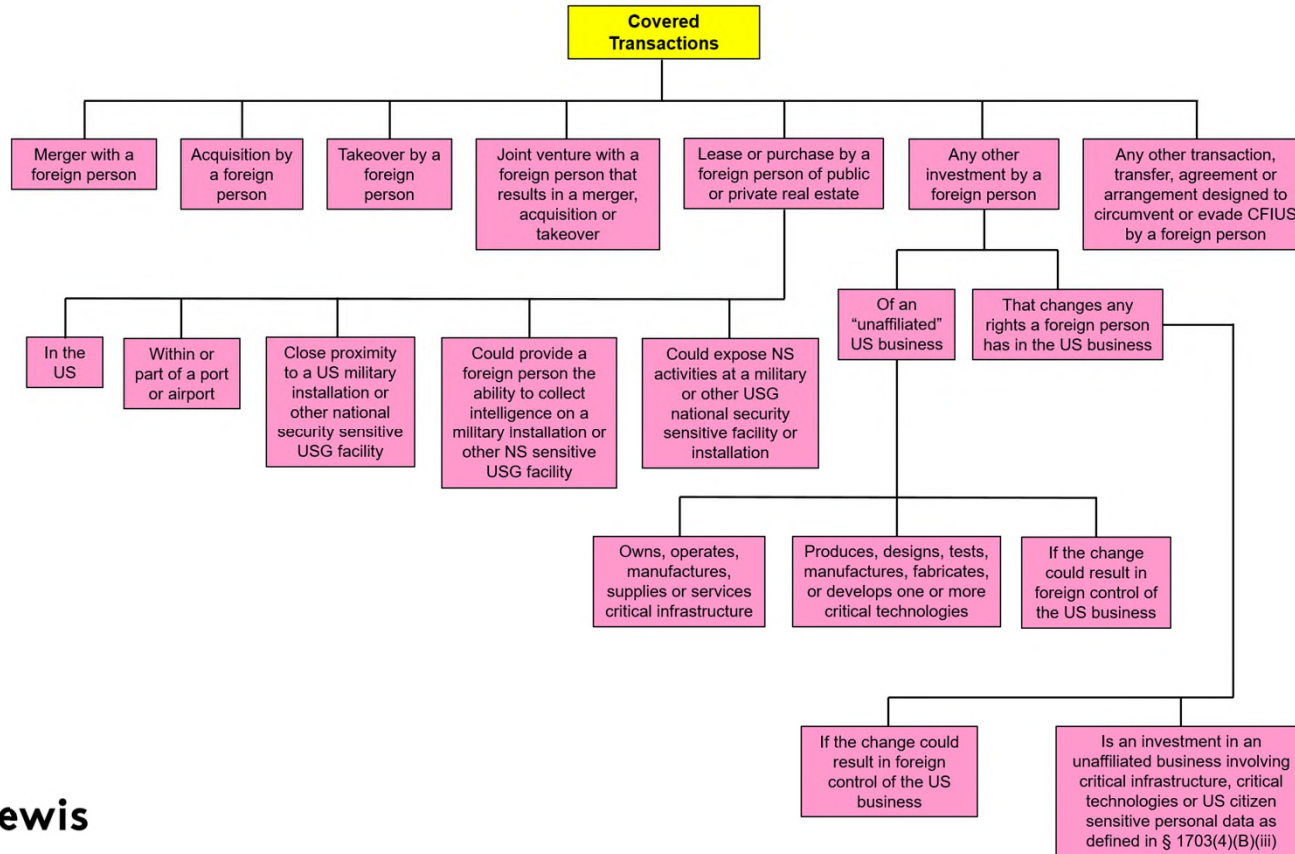 Covered
Transactions
Merger with a
foreign person
Acquisition by
a foreign
person
Takeover by a
foreign
person
Joint venture with a
foreign person that
results in a merger,
acquisition or
takeover
Lease or purchase by a
foreign person of public
or private real estate
Any other
investment by a
foreign person
Any other transaction,
transfer, agreement or
arrangement designed to
circumvent or evade CFIUS
by a foreign person
In the
US
Within or
part of a port
or airport
Close proximity
to a US military
installation or
other national
security sensitive
USG facility
Could provide a
foreign person the
ability to collect
intelligence on a
military installation or
other NS sensitive
USG facility
Could expose NS
activities at a military
or other USG
national security
sensitive facility or
installation
Of an
“unaffiliated”
US business
That changes any
rights a foreign person
has in the US business
Owns, operates,
manufactures,
supplies or services
critical infrastructure
Produces, designs, tests,
manufactures, fabricates,
or develops one or more
critical technologies
If the change
could result in
foreign control of
the US business
If the change could
result in foreign
control of the US
business
Is an investment in an
unaffiliated business involving
critical infrastructure, critical
technologies or US citizen
sensitive personal data as
defined in § 1703(4)(B)(iii)
ewis